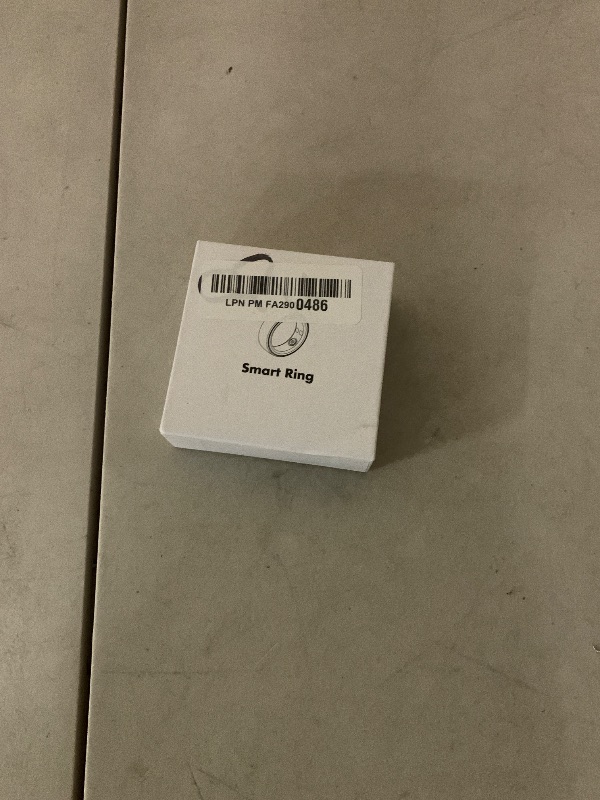 LPN PM FA2900486
Smart Ring